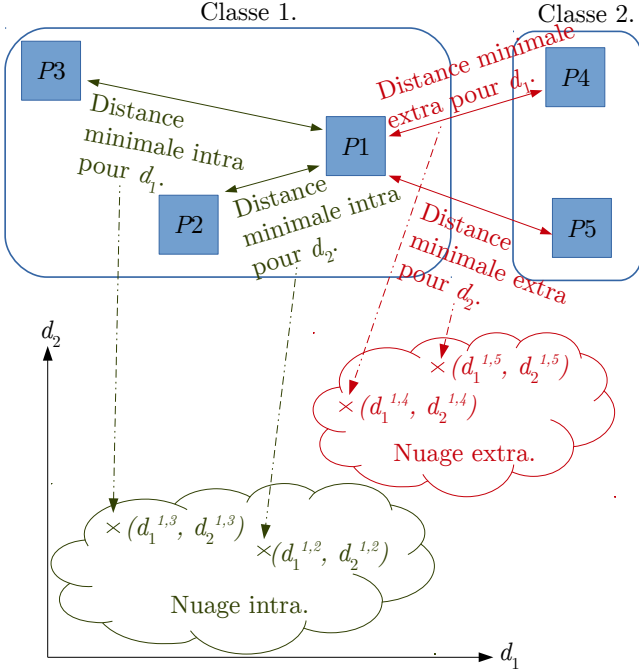 Classe 1.
Classe 2.
P3
P4
P1
P2
P5
Distance
minimale intra
pour d₁.
Distance
minimale intra
pour d₂.
Distance minimale
extra pour d₁.
Distance
minimale extra
pour d₂.
d₂
(d₁^{1,5}, d₂^{1,5})
(d₁^{1,4}, d₂^{1,4})
Nuage extra.
(d₁^{1,3}, d₂^{1,3})
(d₁^{1,2}, d₂^{1,2})
Nuage intra.
d₁